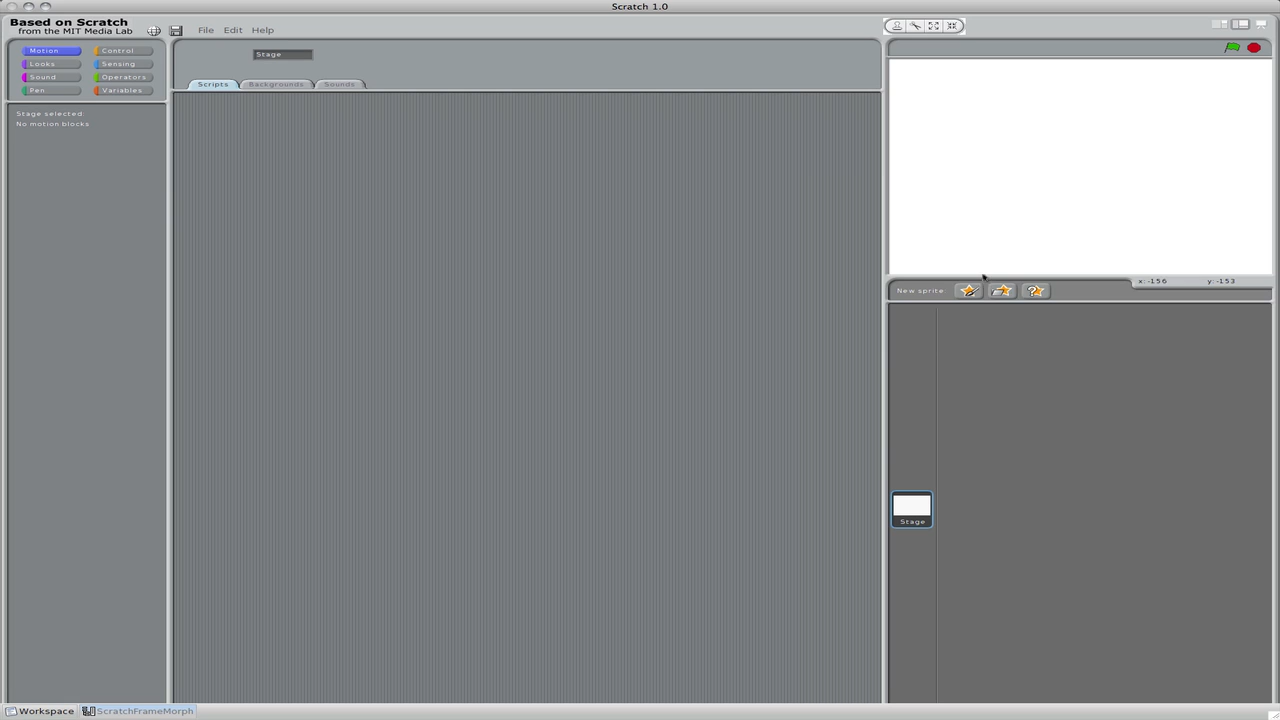 Scratch 1.0
Based on Scratch
from the MIT Media Lab
File Edit Help
Motion Control
Looks Sensing
Sound Operators
Pen Variables
Stage selected
No motion blocks
Stage
Scripts Backgrounds Sounds
x: -156 y: -153
New sprite:
Stage
Workspace ScratchFrameMorph